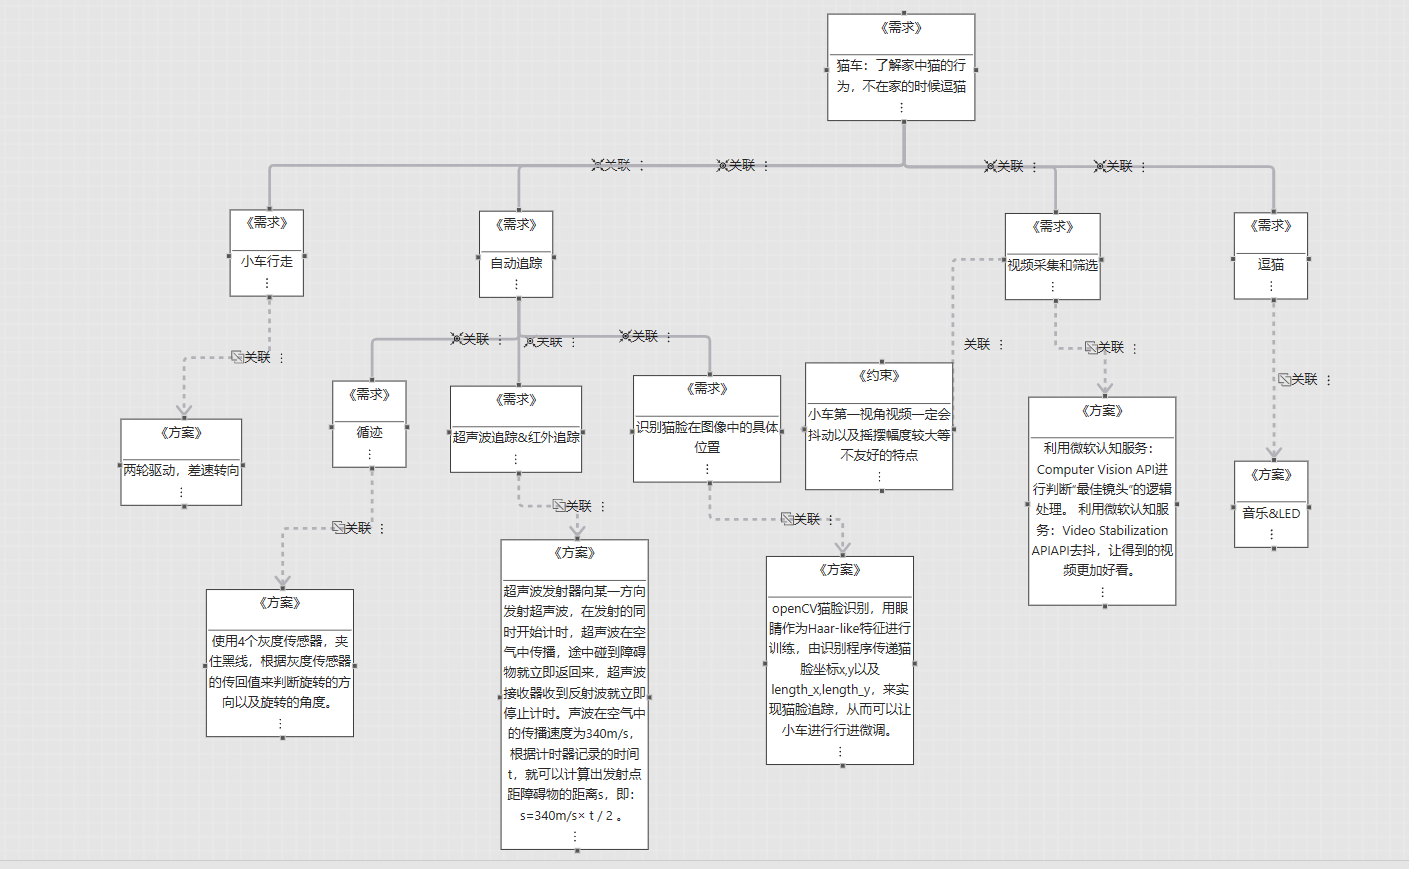 《需求》
猫车：了解家中猫的行
为，不在家的时候逗猫
⋮
关联 ⋮
关联 ⋮
关联 ⋮
关联 ⋮
《需求》
小车行走
⋮
《需求》
自动追踪
⋮
《需求》
视频采集和筛选
⋮
《需求》
逗猫
⋮
关联 ⋮
关联 ⋮
关联 ⋮
关联 ⋮
关联 ⋮
关联 ⋮
关联 ⋮
《方案》
两轮驱动，差速转向
⋮
《需求》
循迹
⋮
《需求》
超声波追踪&红外追踪
⋮
《需求》
识别猫脸在图像中的具体
位置
⋮
《约束》
小车第一视角视频一定会
抖动以及摇摆幅度较大等
不友好的特点
⋮
《方案》
利用微软认知服务：
Computer Vision API进
行判断“最佳镜头”的逻辑
处理。 利用微软认知服
务：Video Stabilization
APIAPI去抖，让得到的视
频更加好看。
⋮
《方案》
音乐&LED
⋮
关联 ⋮
关联 ⋮
关联 ⋮
《方案》
使用4个灰度传感器，夹
住黑线，根据灰度传感器
的传回值来判断旋转的方
向以及旋转的角度。
⋮
《方案》
超声波发射器向某一方向
发射超声波，在发射的同
时开始计时，超声波在空
气中传播，途中碰到障碍
物就立即返回来，超声波
接收器收到反射波就立即
停止计时。声波在空气中
的传播速度为340m/s，
根据计时器记录的时间
t，就可以计算出发射点
距障碍物的距离s，即：
s=340m/s× t / 2 。
⋮
《方案》
openCV猫脸识别，用眼
睛作为Haar-like特征进行
训练，由识别程序传递猫
脸坐标x,y以及
length_x,length_y，来实
现猫脸追踪，从而可以让
小车进行行进微调。
⋮